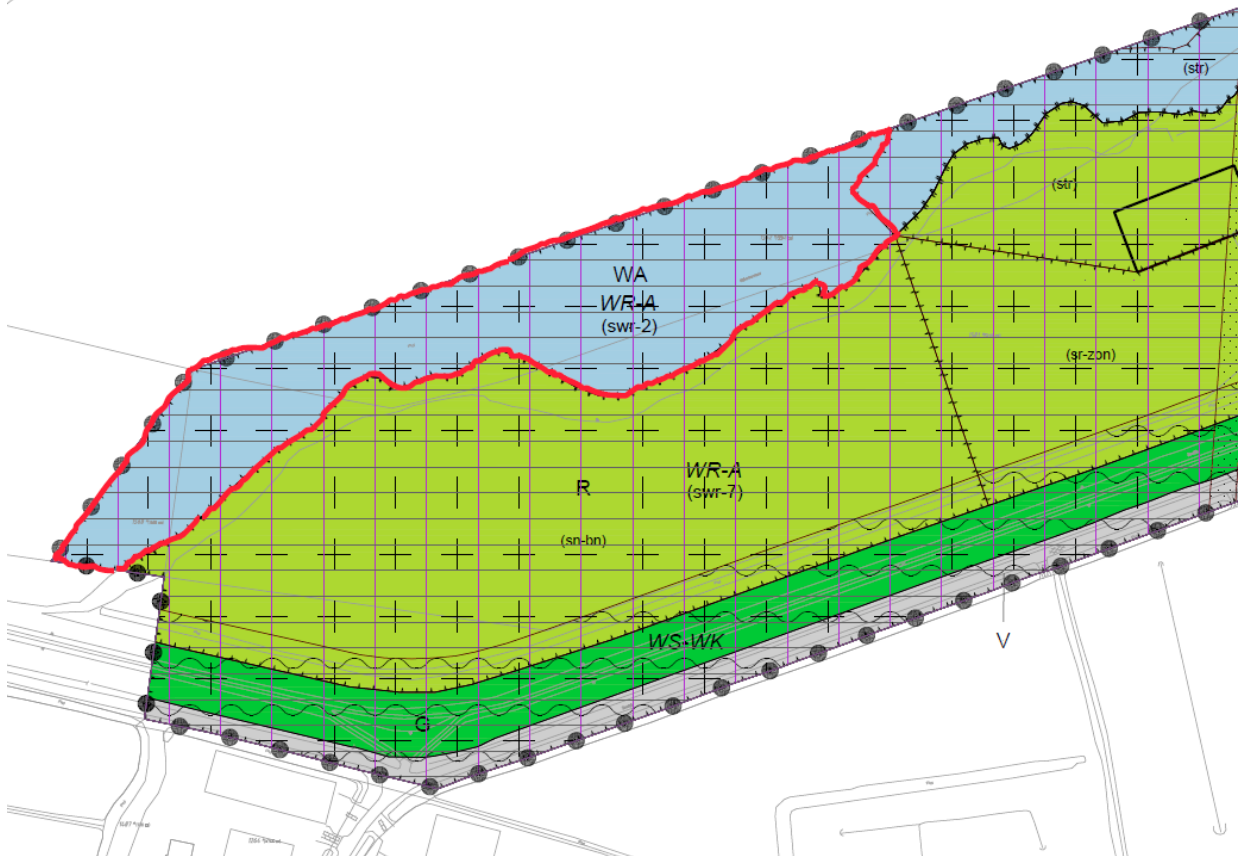 (str)
(str)
WA
WR-A
(swr-2)
(sr-zon)
WR-A
(swr-7)
R
(sn-bn)
WS-WK
V
G